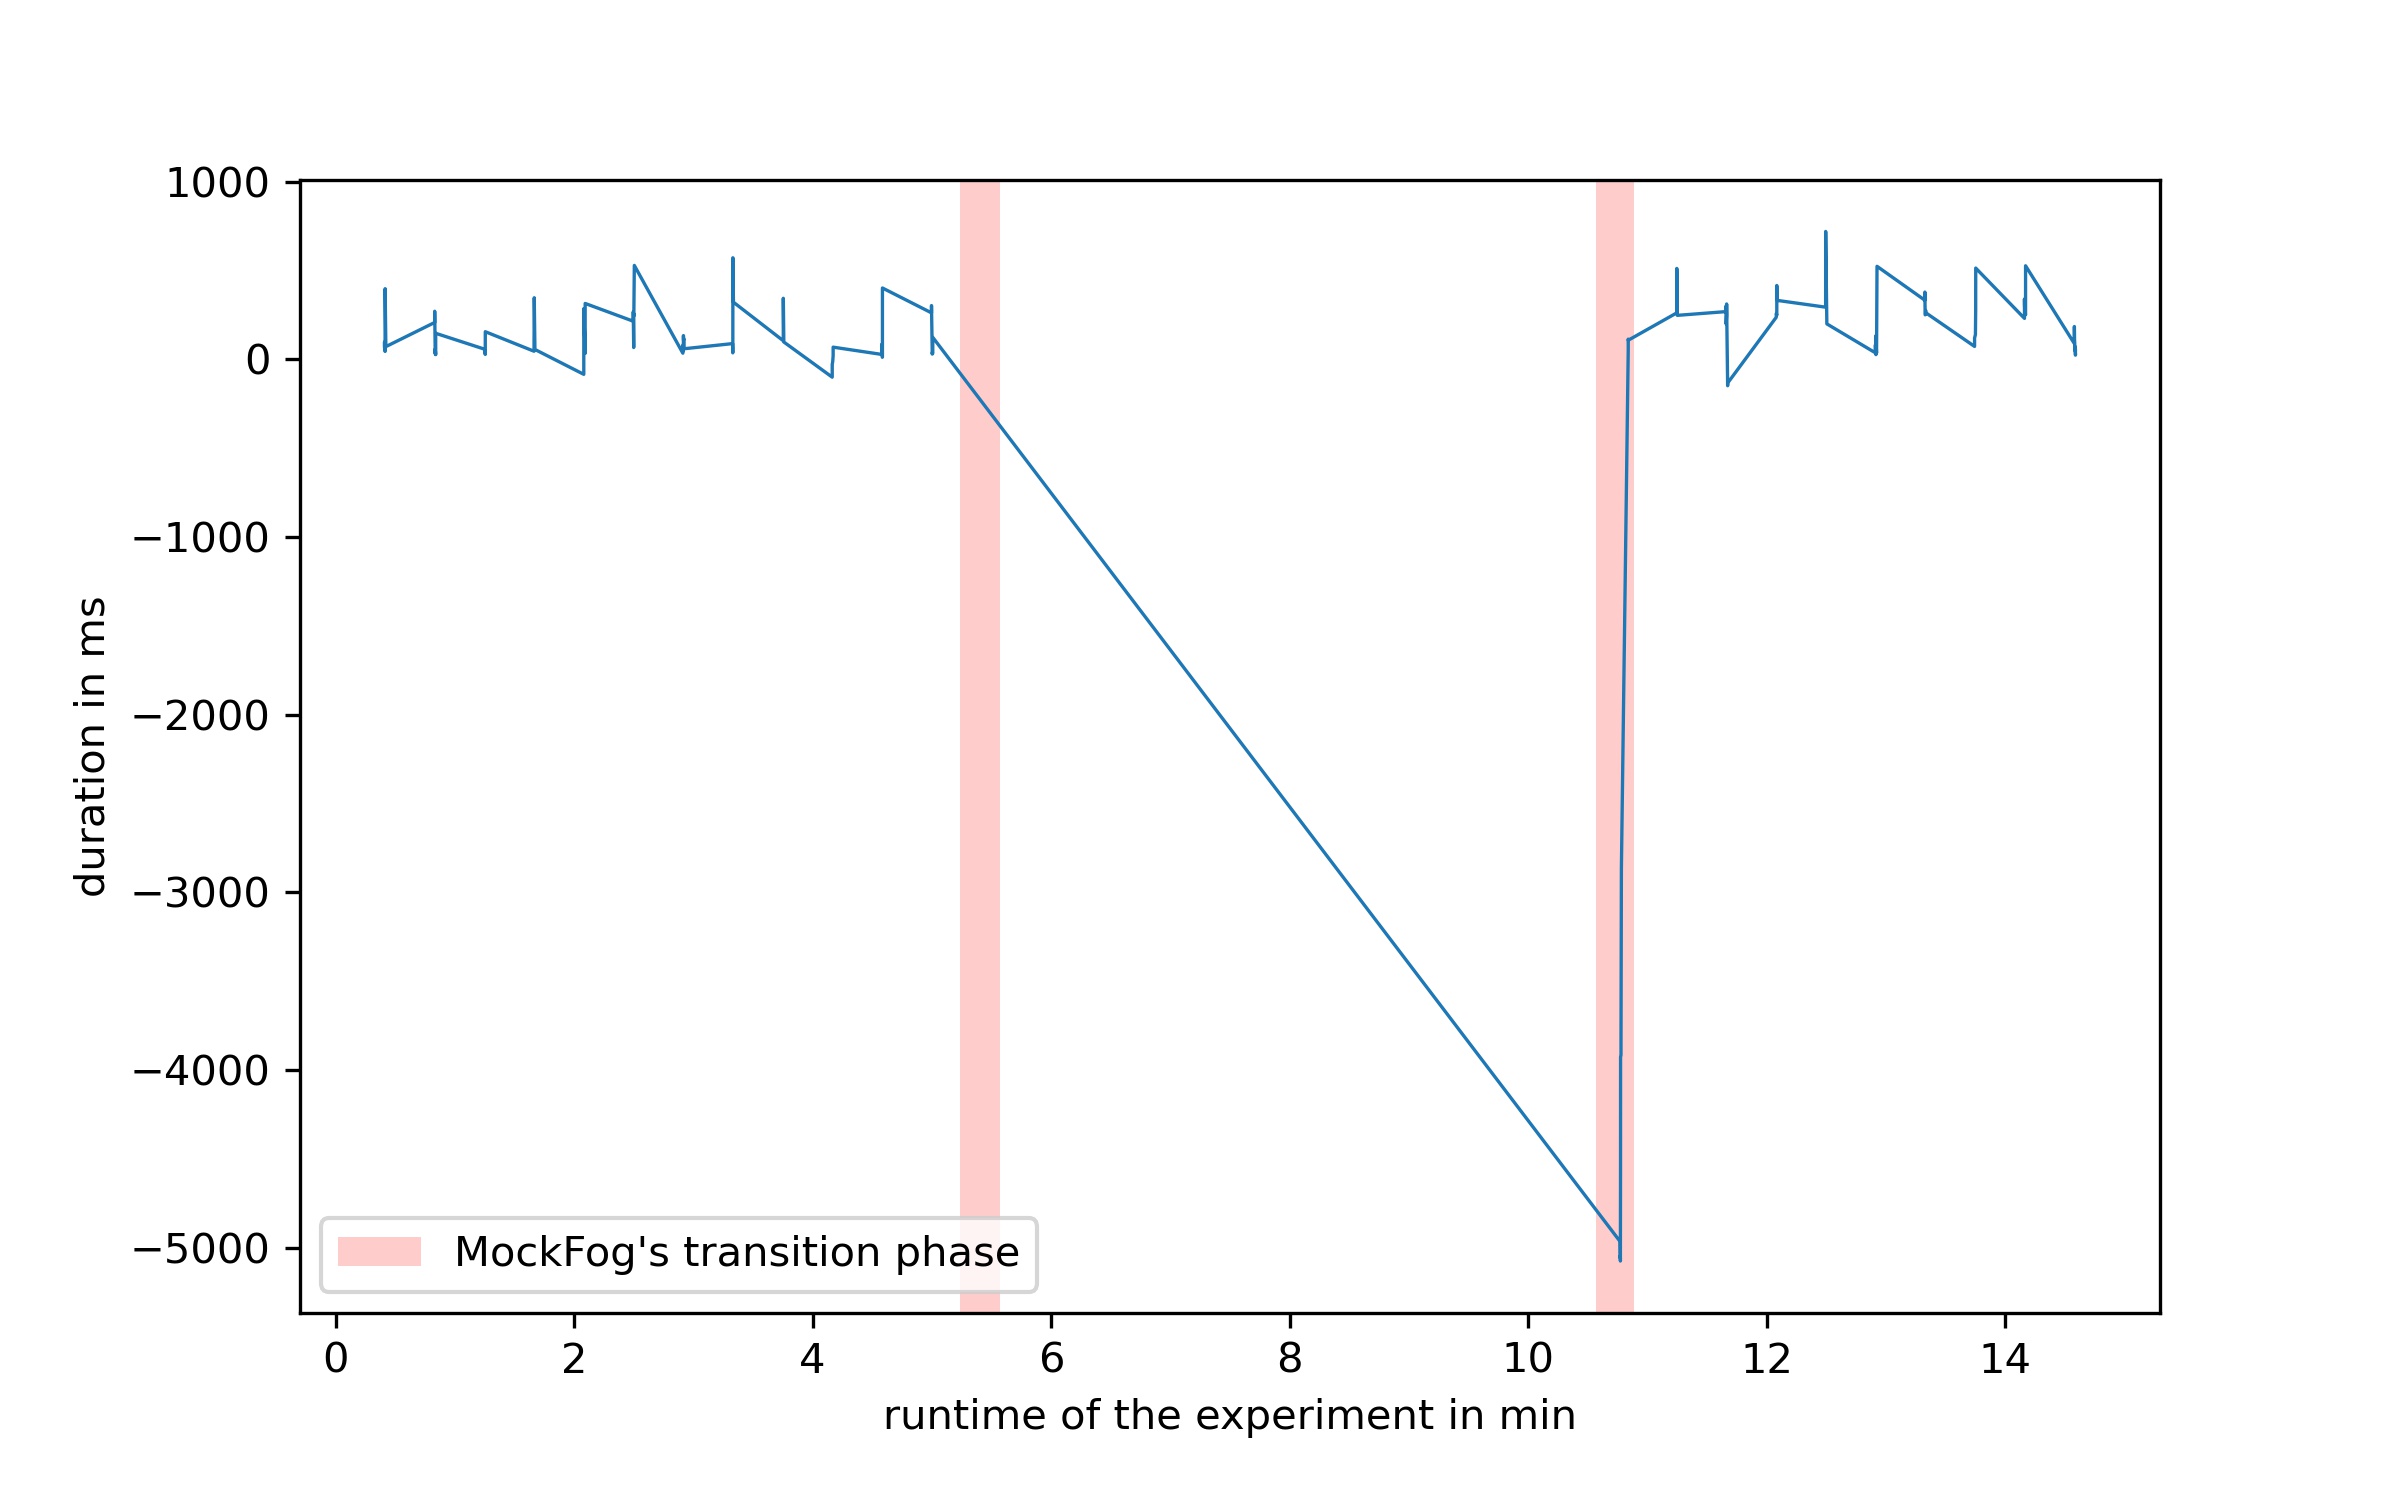 1000
0
−1000
−2000
−3000
−4000
−5000
duration in ms
MockFog's transition phase
0 2 4 6 8 10 12 14
runtime of the experiment in min